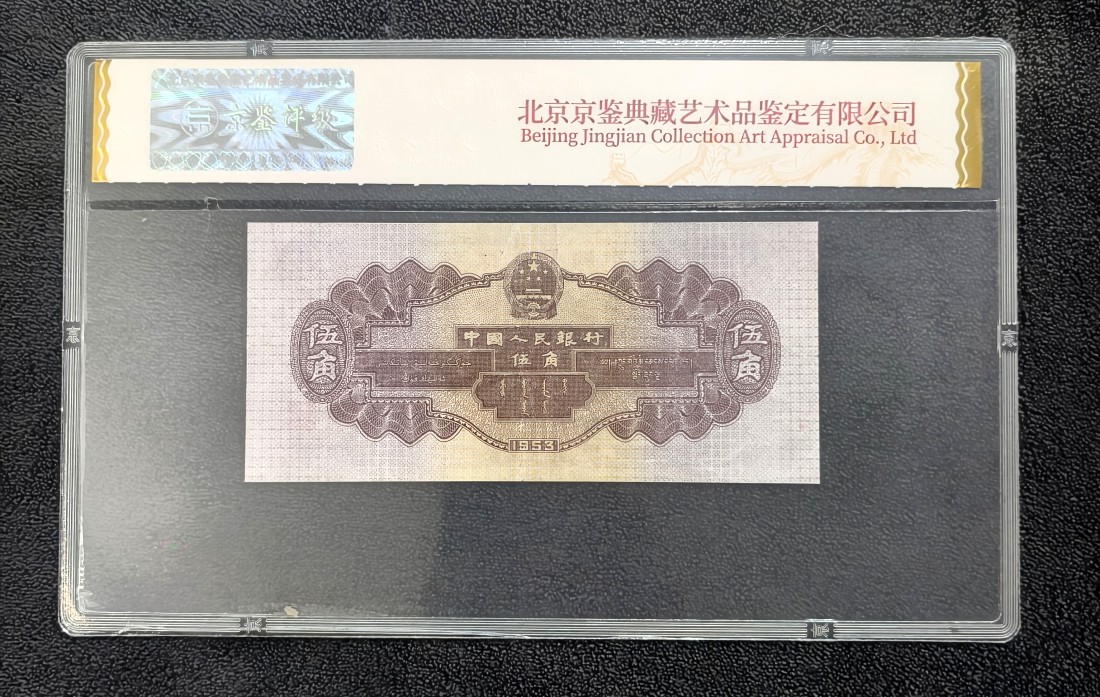 京鉴评级
北京京鉴典藏艺术品鉴定有限公司
Beijing Jingjian Collection Art Appraisal Co., Ltd
中國人民銀行
伍角
伍角
伍角
1953